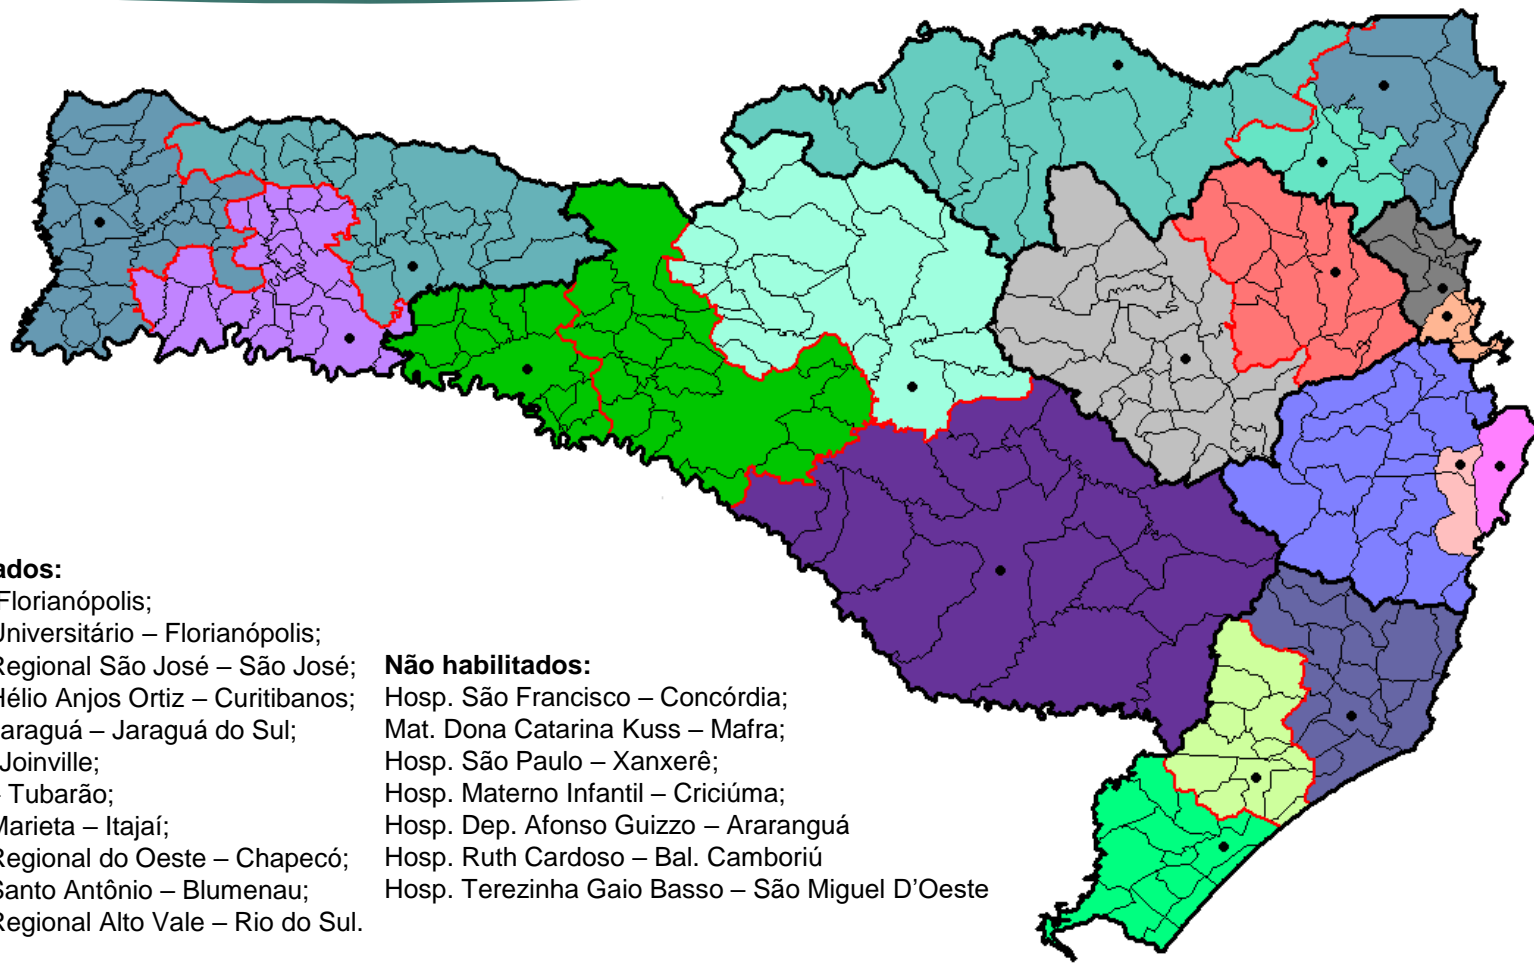 ados:
Florianópolis;
Universitário – Florianópolis;
Regional São José – São José;
Hélio Anjos Ortiz – Curitibanos;
Jaraguá – Jaraguá do Sul;
Joinville;
– Tubarão;
Marieta – Itajaí;
Regional do Oeste – Chapecó;
Santo Antônio – Blumenau;
Regional Alto Vale – Rio do Sul.
Não habilitados:
Hosp. São Francisco – Concórdia;
Mat. Dona Catarina Kuss – Mafra;
Hosp. São Paulo – Xanxerê;
Hosp. Materno Infantil – Criciúma;
Hosp. Dep. Afonso Guizzo – Araranguá
Hosp. Ruth Cardoso – Bal. Camboriú
Hosp. Terezinha Gaio Basso – São Miguel D’Oeste